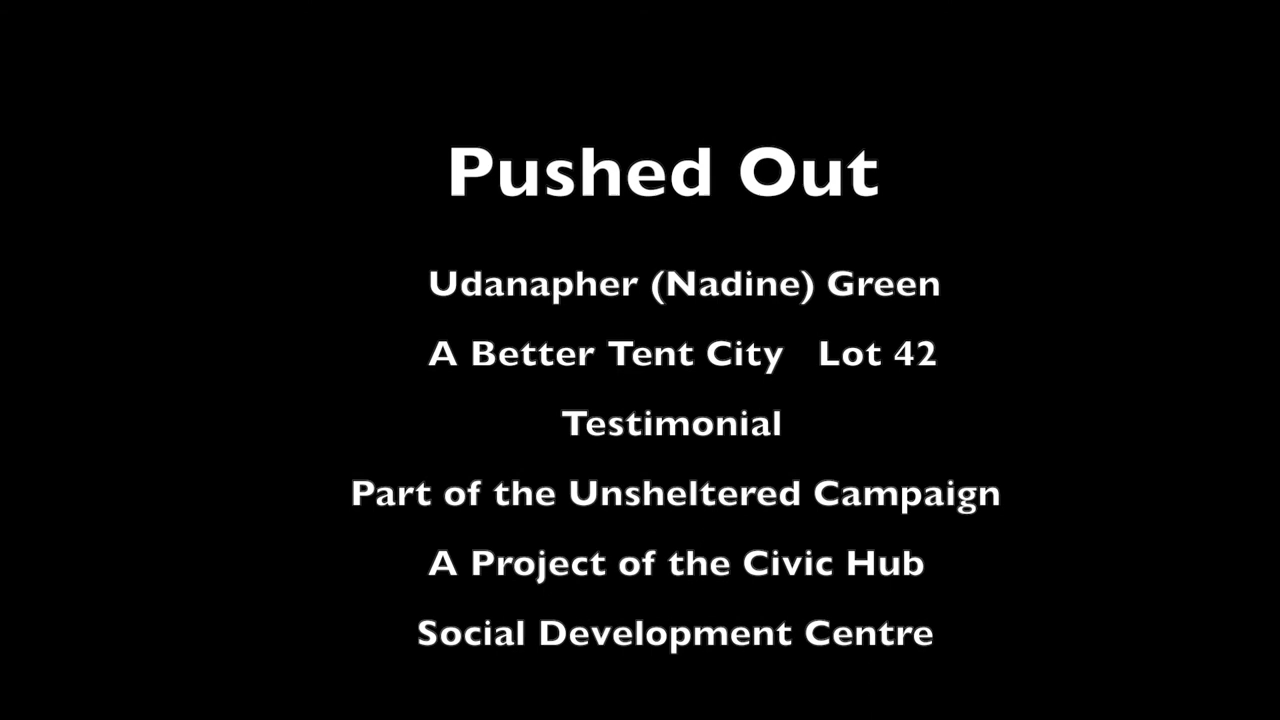 Pushed Out
Udanapher (Nadine) Green
A Better Tent City Lot 42
Testimonial
Part of the Unsheltered Campaign
A Project of the Civic Hub
Social Development Centre